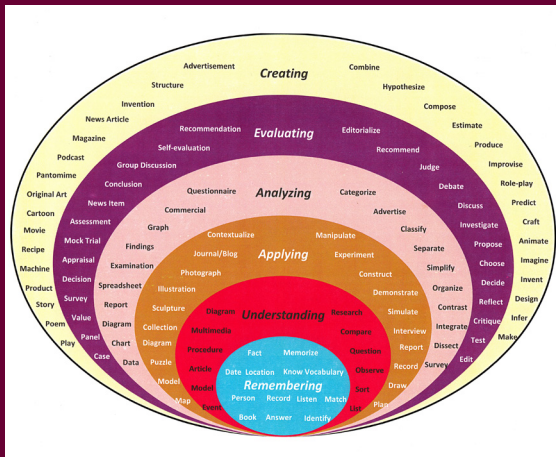 Creating
Advertisement
Structure
Invention
News Article
Magazine
Podcast
Pantomime
Original Art
Cartoon
Movie
Recipe
Machine
Product
Story
Poem
Play
Combine
Hypothesize
Compose
Estimate
Produce
Improvise
Role-play
Predict
Craft
Animate
Imagine
Invent
Design
Infer
Make
Evaluating
Recommendation
Self-evaluation
Group Discussion
Conclusion
News Item
Assessment
Mock Trial
Appraisal
Decision
Survey
Value
Panel
Case
Editorialize
Recommend
Judge
Debate
Discuss
Investigate
Propose
Choose
Decide
Reflect
Critique
Test
Edit
Analyzing
Questionnaire
Commercial
Graph
Findings
Examination
Spreadsheet
Report
Diagram
Chart
Data
Categorize
Advertise
Classify
Separate
Simplify
Organize
Contrast
Integrate
Dissect
Survey
Applying
Contextualize
Journal/Blog
Photograph
Illustration
Sculpture
Collection
Diagram
Puzzle
Model
Map
Manipulate
Experiment
Construct
Demonstrate
Simulate
Interview
Report
Record
Draw
Plan
Understanding
Diagram
Multimedia
Procedure
Article
Model
Event
Research
Compare
Question
Observe
Sort
List
Fact Memorize
Date Location Know Vocabulary
Remembering
Person Record Listen Match
Book Answer Identify